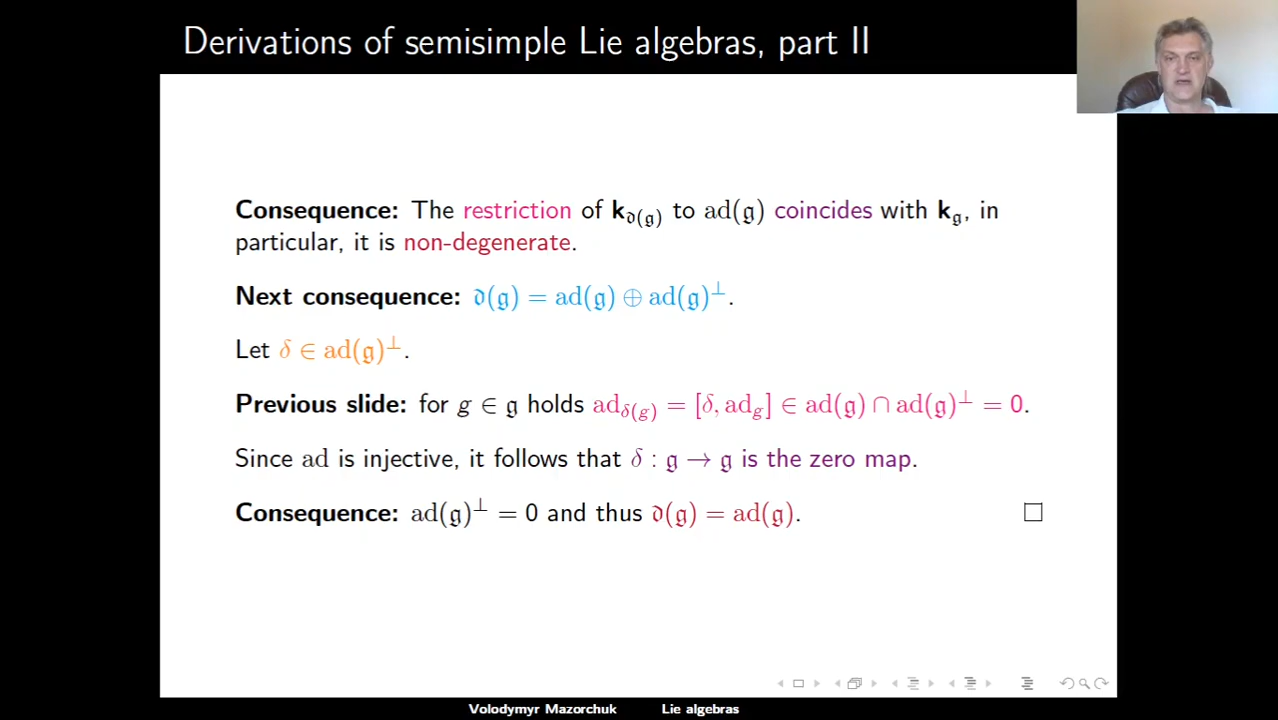 Derivations of semisimple Lie algebras, part II
Consequence: The restriction of 𝐤_𝔡(𝔤) to ad(𝔤) coincides with 𝐤_𝔤, in
particular, it is non-degenerate.
Next consequence: 𝔡(𝔤) = ad(𝔤) ⊕ ad(𝔤)^⊥.
Let δ ∈ ad(𝔤)^⊥.
Previous slide: for g ∈ 𝔤 holds ad_δ(g) = [δ, ad_g] ∈ ad(𝔤) ∩ ad(𝔤)^⊥ = 0.
Since ad is injective, it follows that δ : 𝔤 → 𝔤 is the zero map.
Consequence: ad(𝔤)^⊥ = 0 and thus 𝔡(𝔤) = ad(𝔤). □
Volodymyr Mazorchuk Lie algebras